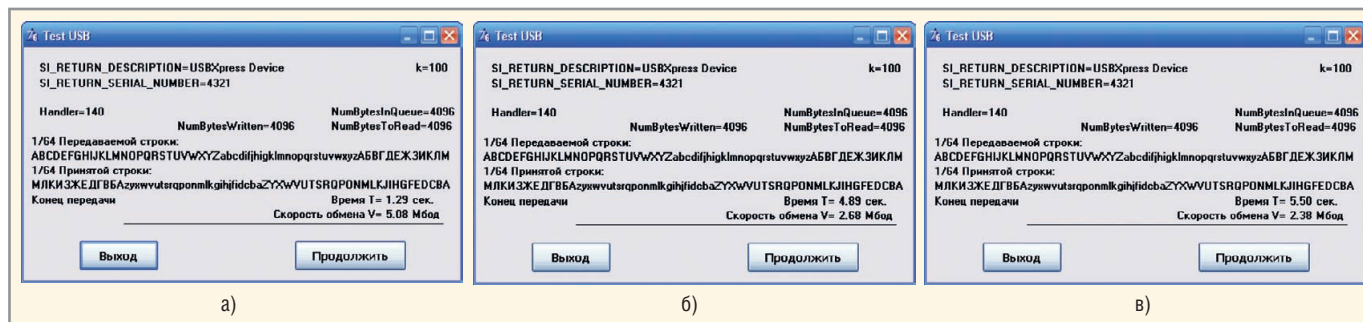 Test USB
SI_RETURN_DESCRIPTION=USBXpress Device k=100
SI_RETURN_SERIAL_NUMBER=4321
Handler=140 NumBytesInQueue=4096
NumBytesWritten=4096 NumBytesToRead=4096
1/64 Передаваемой строки:
ABCDEFGHIJKLMNOPQRSTUVWXYZabcdifjhigklmnopqrstuvwxyzАБВГДЕЖЗИКЛМ
1/64 Принятой строки:
МЛКИЗЖЕДГВБАzyxwvutsrqponmlkgihjfidcbaZYXWVUTSRQPONMLKJIHGFEDCBA
Конец передачи Время T= 1.29 сек.
Скорость обмена V= 5.08 Мбод
Выход Продолжить
а)
Test USB
SI_RETURN_DESCRIPTION=USBXpress Device k=100
SI_RETURN_SERIAL_NUMBER=4321
Handler=140 NumBytesInQueue=4096
NumBytesWritten=4096 NumBytesToRead=4096
1/64 Передаваемой строки:
ABCDEFGHIJKLMNOPQRSTUVWXYZabcdifjhigklmnopqrstuvwxyzАБВГДЕЖЗИКЛМ
1/64 Принятой строки:
МЛКИЗЖЕДГВБАzyxwvutsrqponmlkgihjfidcbaZYXWVUTSRQPONMLKJIHGFEDCBA
Конец передачи Время T= 4.89 сек.
Скорость обмена V= 2.68 Мбод
Выход Продолжить
б)
Test USB
SI_RETURN_DESCRIPTION=USBXpress Device k=100
SI_RETURN_SERIAL_NUMBER=4321
Handler=140 NumBytesInQueue=4096
NumBytesWritten=4096 NumBytesToRead=4096
1/64 Передаваемой строки:
ABCDEFGHIJKLMNOPQRSTUVWXYZabcdifjhigklmnopqrstuvwxyzАБВГДЕЖЗИКЛМ
1/64 Принятой строки:
МЛКИЗЖЕДГВБАzyxwvutsrqponmlkgihjfidcbaZYXWVUTSRQPONMLKJIHGFEDCBA
Конец передачи Время T= 5.50 сек.
Скорость обмена V= 2.38 Мбод
Выход Продолжить
в)